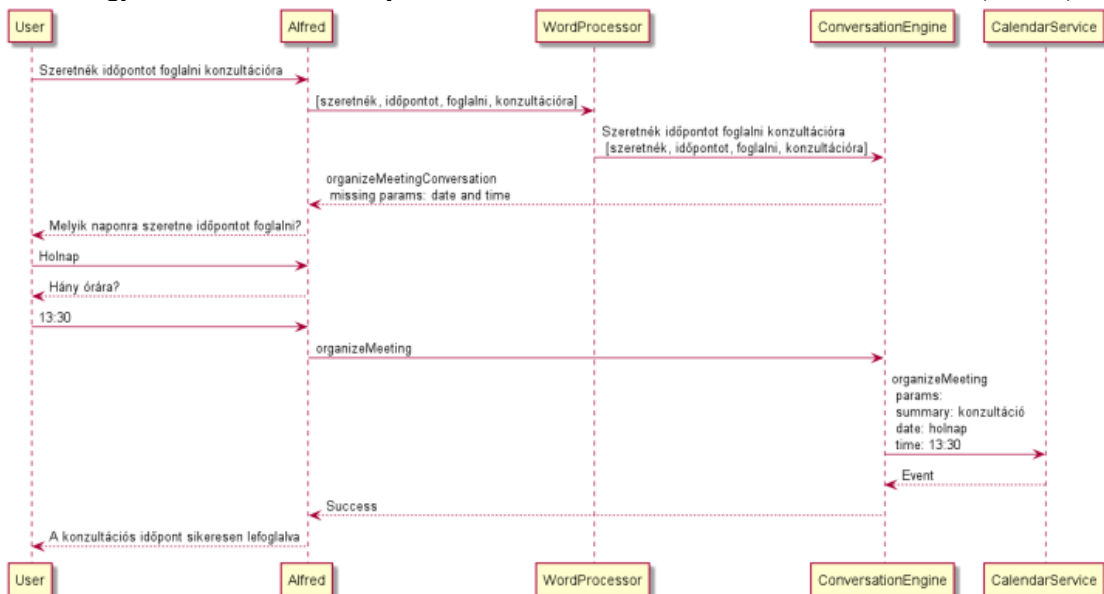 User Alfred WordProcessor ConversationEngine CalendarService
Szeretnék időpontot foglalni konzultációra
[szeretnék, időpontot, foglalni, konzultációra]
Szeretnék időpontot foglalni konzultációra
[szeretnék, időpontot, foglalni, konzultációra]
organizeMeetingConversation
missing params: date and time
Melyik naponra szeretne időpontot foglalni?
Holnap
Hány órára?
13:30
organizeMeeting
organizeMeeting
params:
summary: konzultáció
date: holnap
time: 13:30
Event
Success
A konzultációs időpont sikeresen lefoglalva
User Alfred WordProcessor ConversationEngine CalendarService